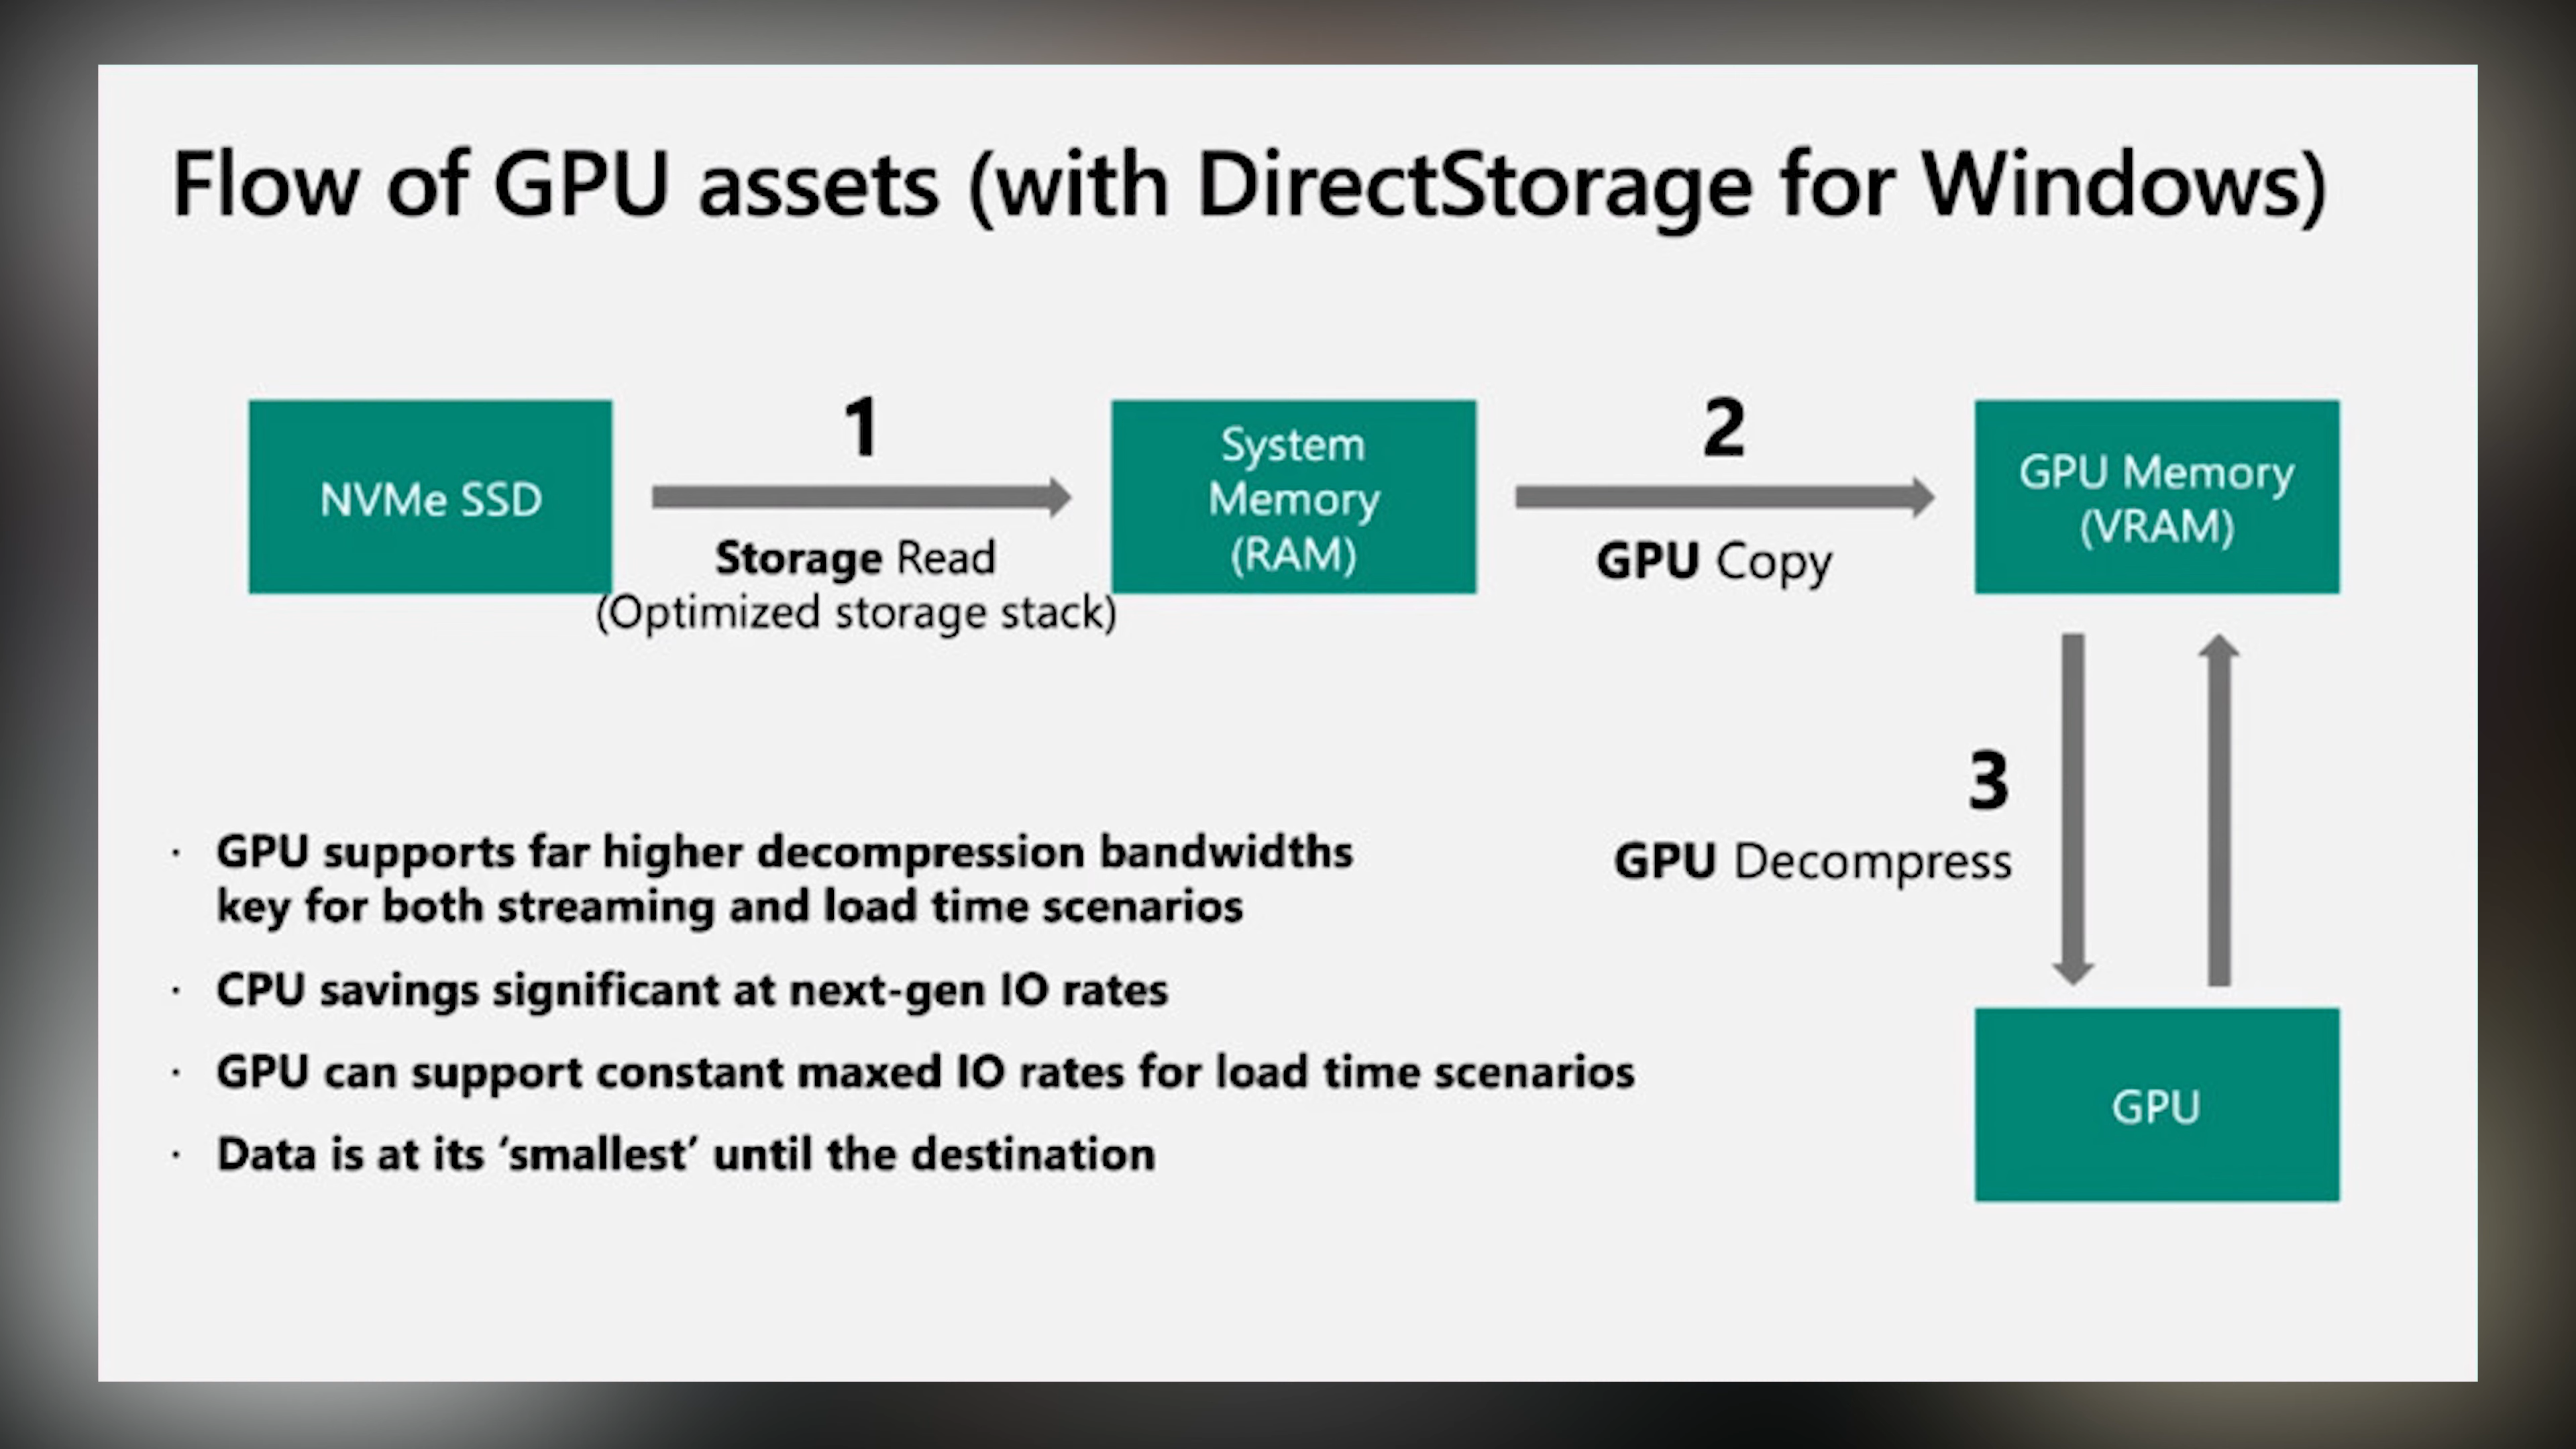 Flow of GPU assets (with DirectStorage for Windows)
NVMe SSD
1
Storage Read
(Optimized storage stack)
System
Memory
(RAM)
2
GPU Copy
GPU Memory
(VRAM)
3
GPU Decompress
GPU
· GPU supports far higher decompression bandwidths
key for both streaming and load time scenarios
· CPU savings significant at next-gen IO rates
· GPU can support constant maxed IO rates for load time scenarios
· Data is at its ‘smallest’ until the destination